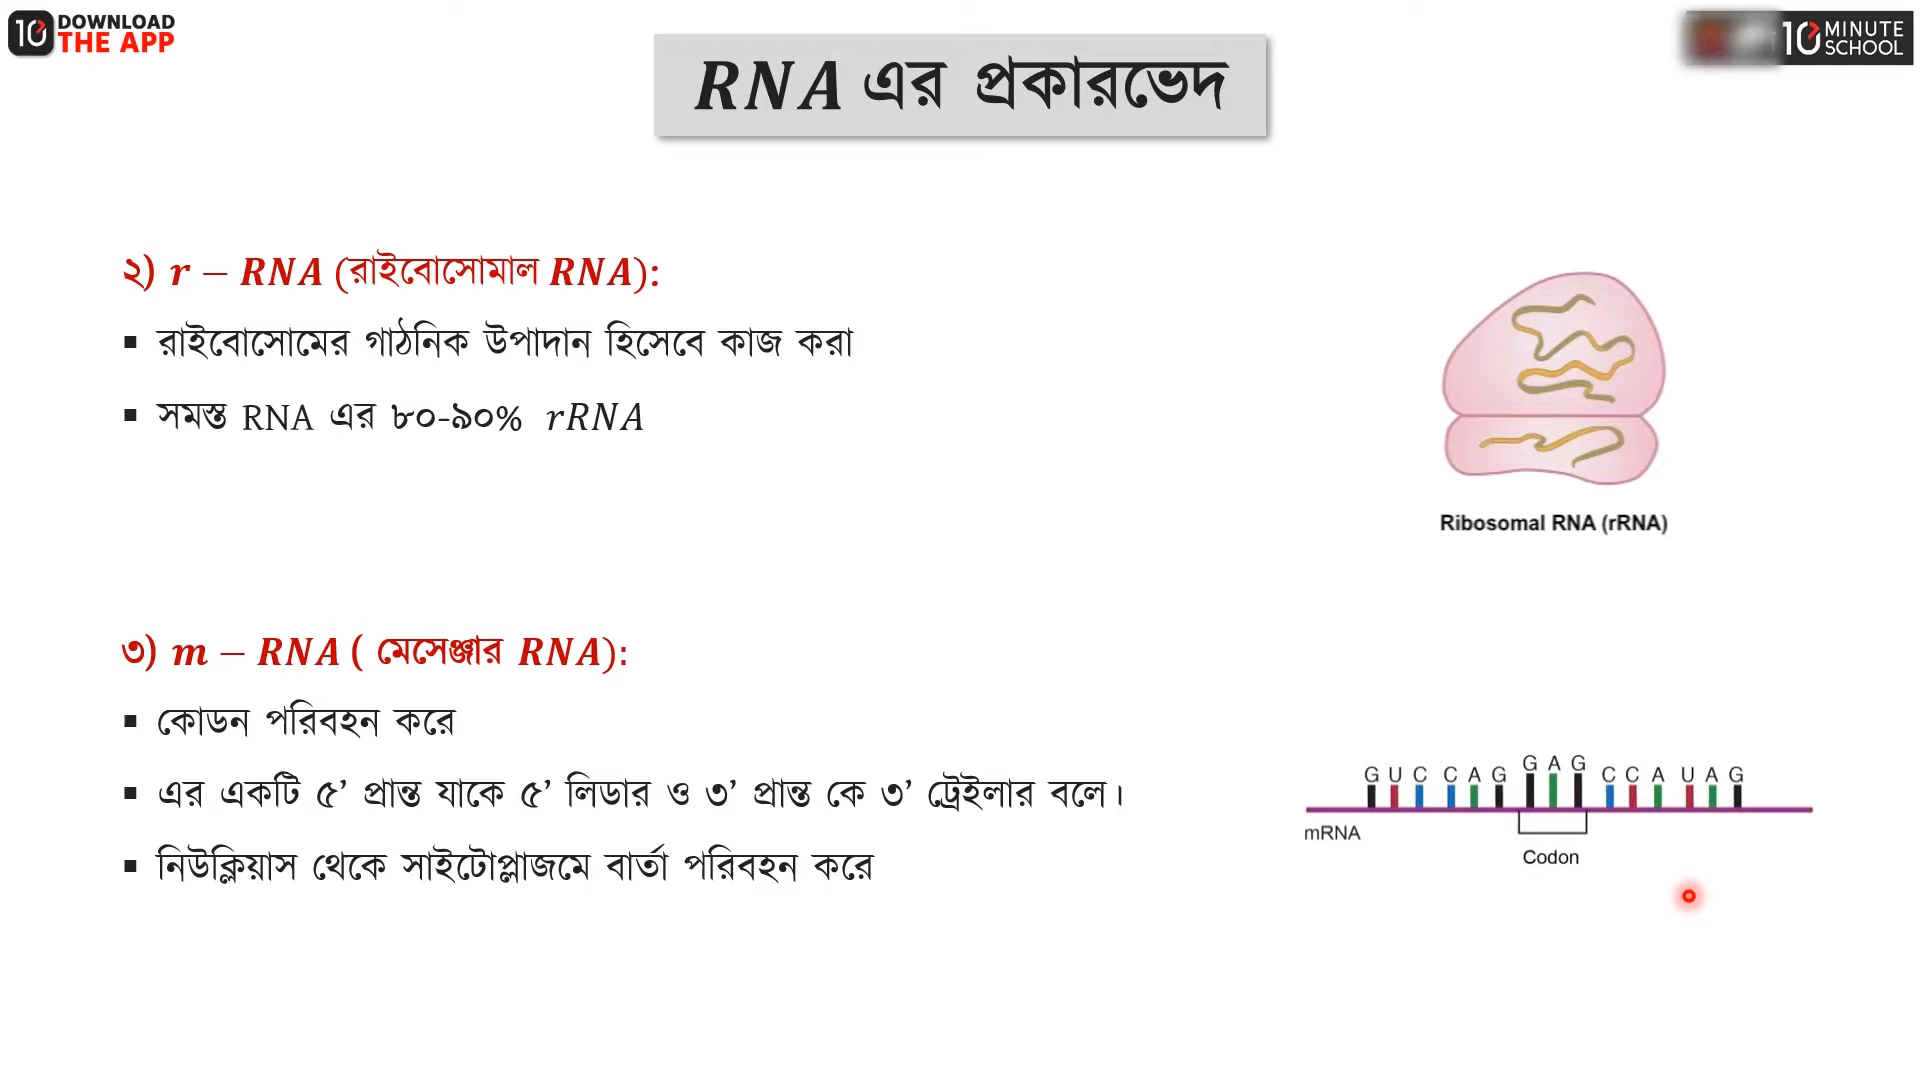 10 DOWNLOAD
THE APP
10 MINUTE
SCHOOL
RNA এর প্রকারভেদ
২) r – RNA (রাইবোসোমাল RNA):
▪ রাইবোসোমের গাঠনিক উপাদান হিসেবে কাজ করা
▪ সমস্ত RNA এর ৮০-৯০% rRNA
Ribosomal RNA (rRNA)
৩) m – RNA ( মেসেঞ্জার RNA):
▪ কোডন পরিবহন করে
▪ এর একটি ৫’ প্রান্ত যাকে ৫’ লিডার ও ৩’ প্রান্ত কে ৩’ ট্রেইলার বলে।
▪ নিউক্লিয়াস থেকে সাইটোপ্লাজমে বার্তা পরিবহন করে
G U C C A G G A G C C A U A G
mRNA
Codon